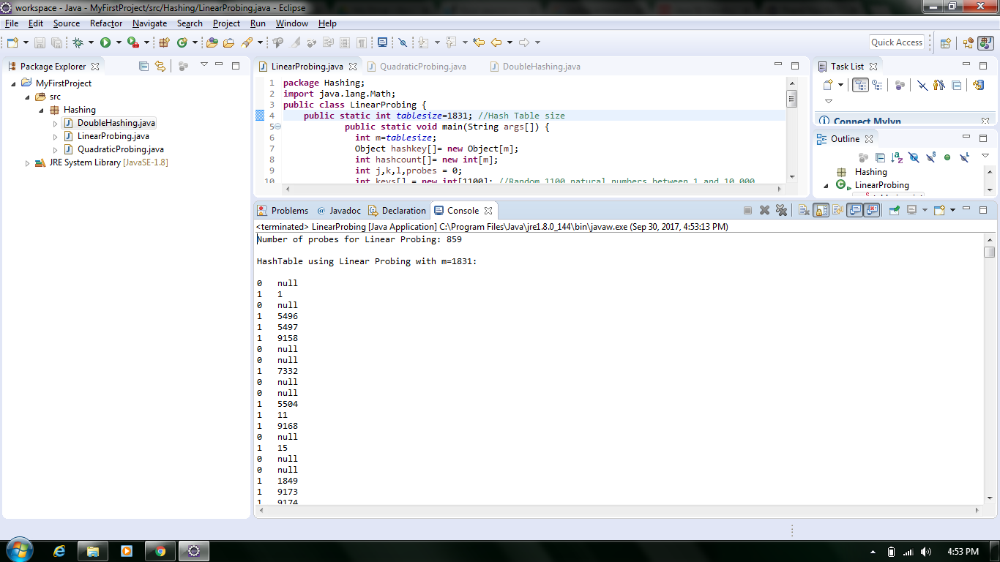 workspace - Java - MyFirstProject/src/Hashing/LinearProbing.java - Eclipse
File Edit Source Refactor Navigate Search Project Run Window Help
Quick Access
Package Explorer
MyFirstProject
src
Hashing
DoubleHashing.java
LinearProbing.java
QuadraticProbing.java
JRE System Library [JavaSE-1.8]
LinearProbing.java QuadraticProbing.java DoubleHashing.java
1 package Hashing;
2 import java.lang.Math;
3 public class LinearProbing {
4 public static int tablesize=1831; //Hash Table size
5 public static void main(String args[]) {
6 int m=tablesize;
7 Object hashkey[]= new Object[m];
8 int hashcount[]= new int[m];
9 int j,k,l,probes = 0;
10 int keys[] = new int[1100]; //Random 1100 natural numbers between 1 and 10,000
Task List
Connect Mylyn
Outline
Hashing
LinearProbing
Problems @ Javadoc Declaration Console
<terminated> LinearProbing [Java Application] C:\Program Files\Java\jre1.8.0_144\bin\javaw.exe (Sep 30, 2017, 4:53:13 PM)
Number of probes for Linear Probing: 859
HashTable using Linear Probing with m=1831:
0 null
1 1
0 null
1 5496
1 5497
1 9158
0 null
0 null
1 7332
0 null
0 null
1 5504
1 11
1 9168
0 null
1 15
0 null
0 null
1 1849
1 9173
1 9174
4:53 PM